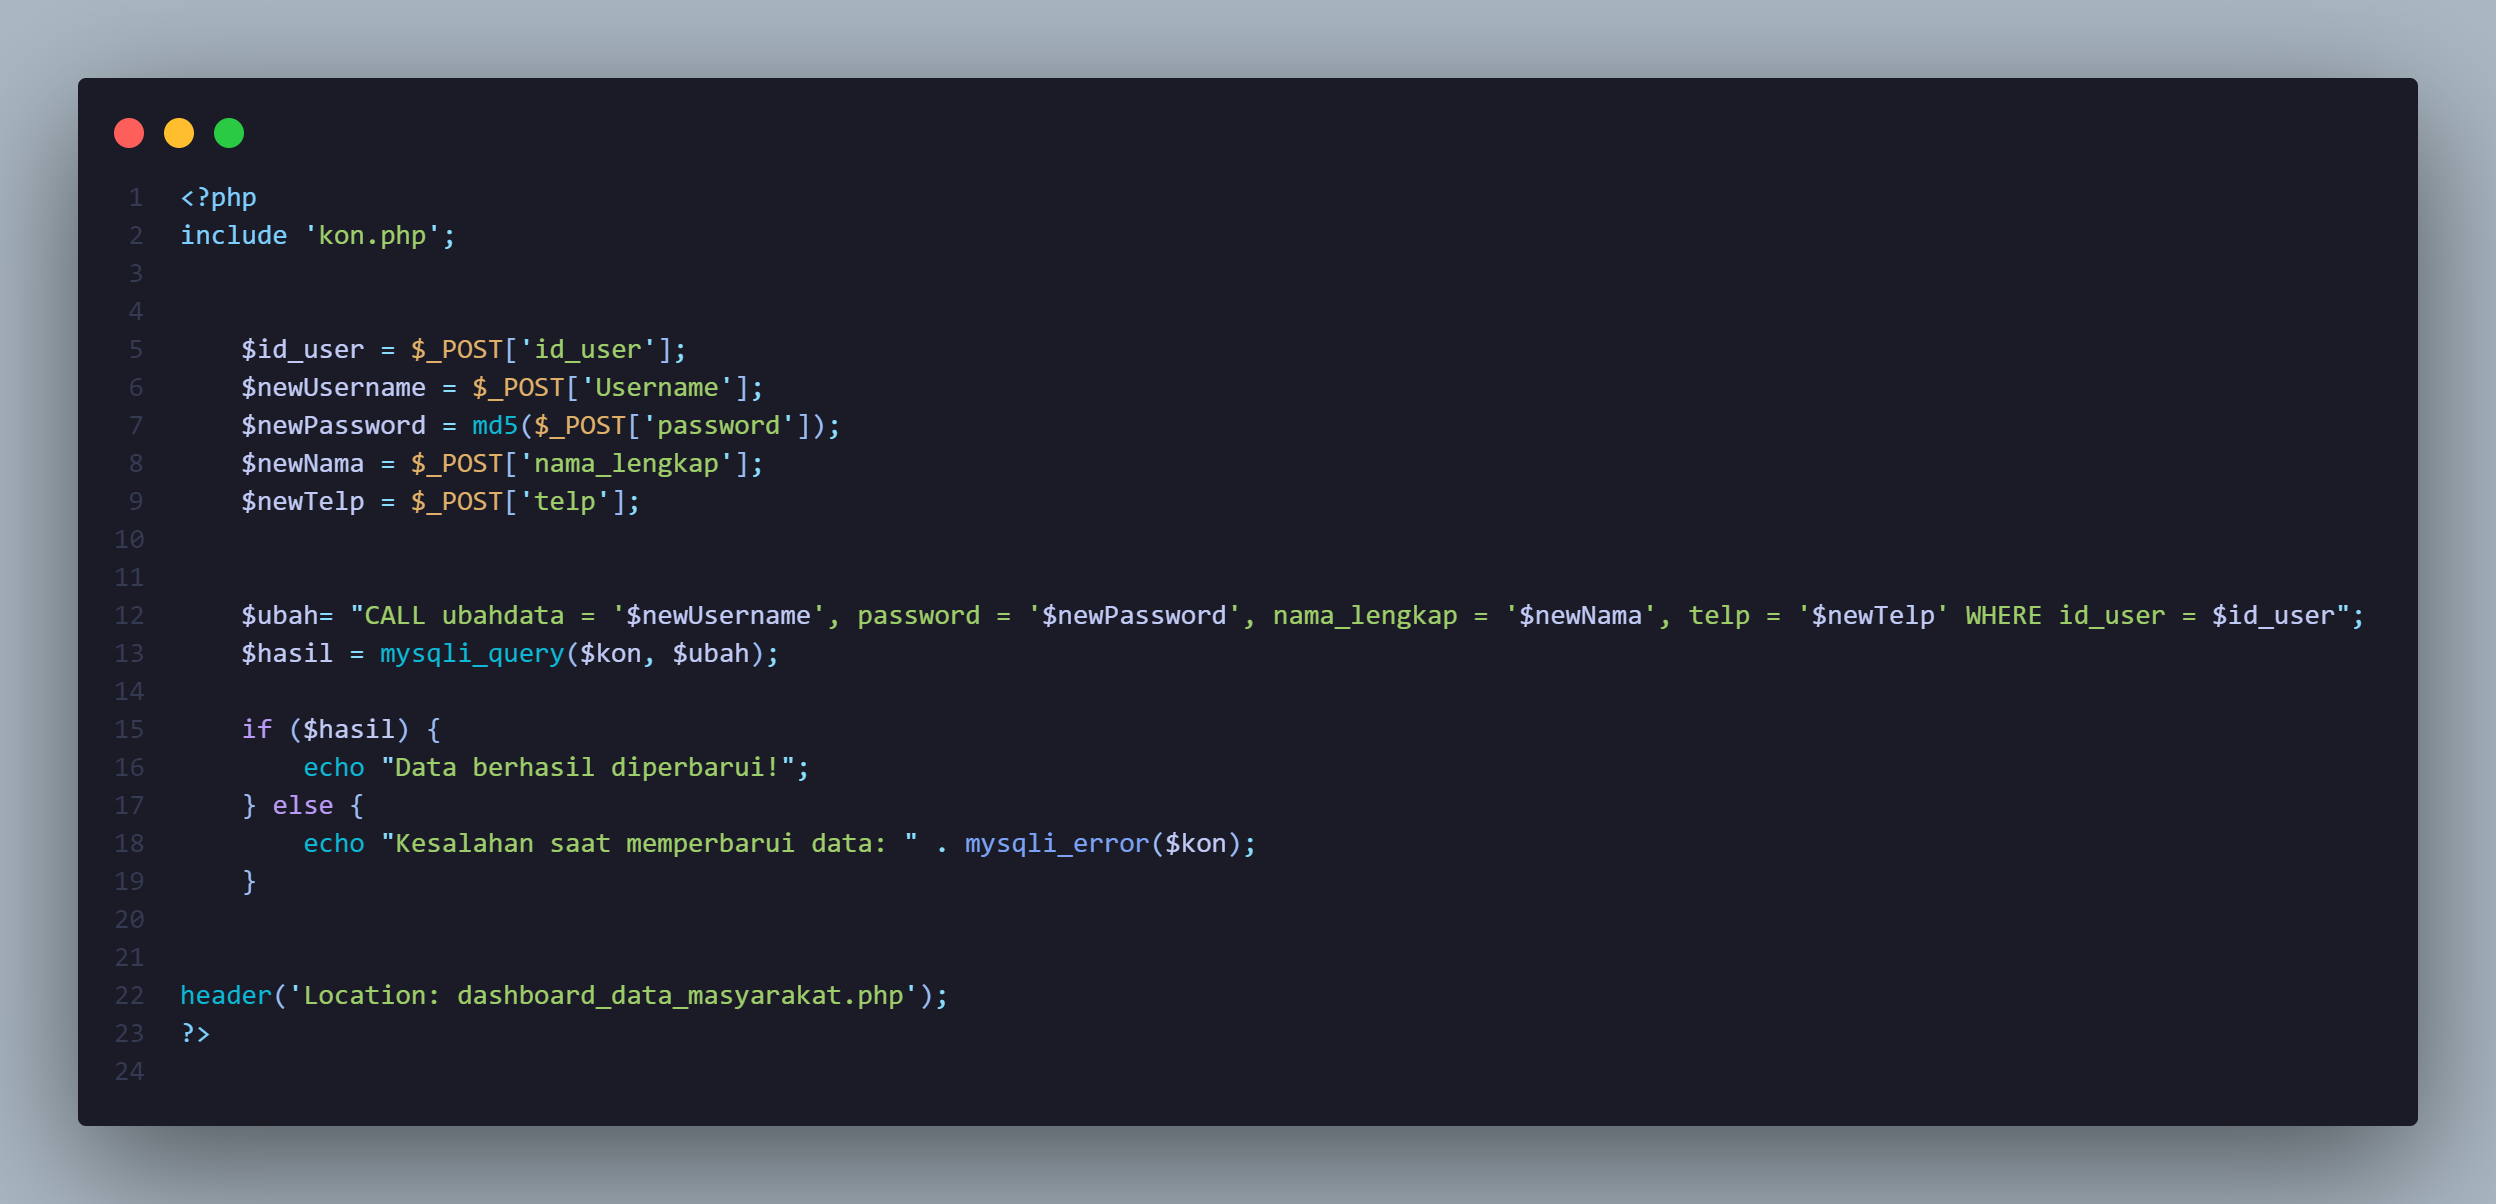 1 <?php
2 include 'kon.php';
3
4
5     $id_user = $_POST['id_user'];
6     $newUsername = $_POST['Username'];
7     $newPassword = md5($_POST['password']);
8     $newNama = $_POST['nama_lengkap'];
9     $newTelp = $_POST['telp'];
10
11
12     $ubah= "CALL ubahdata = '$newUsername', password = '$newPassword', nama_lengkap = '$newNama', telp = '$newTelp' WHERE id_user = $id_user";
13     $hasil = mysqli_query($kon, $ubah);
14
15     if ($hasil) {
16         echo "Data berhasil diperbarui!";
17     } else {
18         echo "Kesalahan saat memperbarui data: " . mysqli_error($kon);
19     }
20
21
22 header('Location: dashboard_data_masyarakat.php');
23 ?>
24